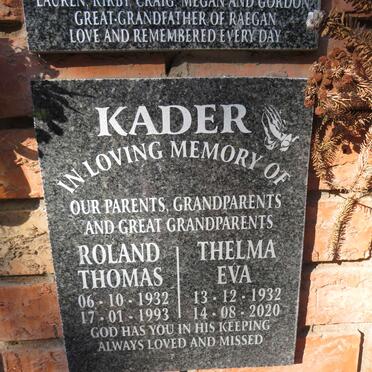 LAUREN, KIRBY, CRAIG, MEGAN AND GORDON
GREAT-GRANDFATHER OF RAEGAN
LOVE AND REMEMBERED EVERY DAY
KADER
IN LOVING MEMORY OF
OUR PARENTS, GRANDPARENTS
AND GREAT GRANDPARENTS
ROLAND
THOMAS
06-10-1932
17-01-1993
THELMA
EVA
13-12-1932
14-08-2020
GOD HAS YOU IN HIS KEEPING
ALWAYS LOVED AND MISSED